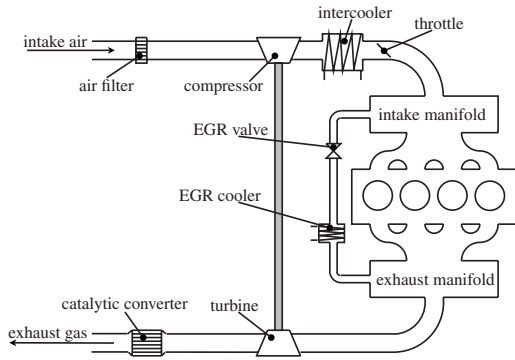 intercooler
throttle
intake air
air filter
compressor
intake manifold
EGR valve
EGR cooler
exhaust manifold
catalytic converter
turbine
exhaust gas